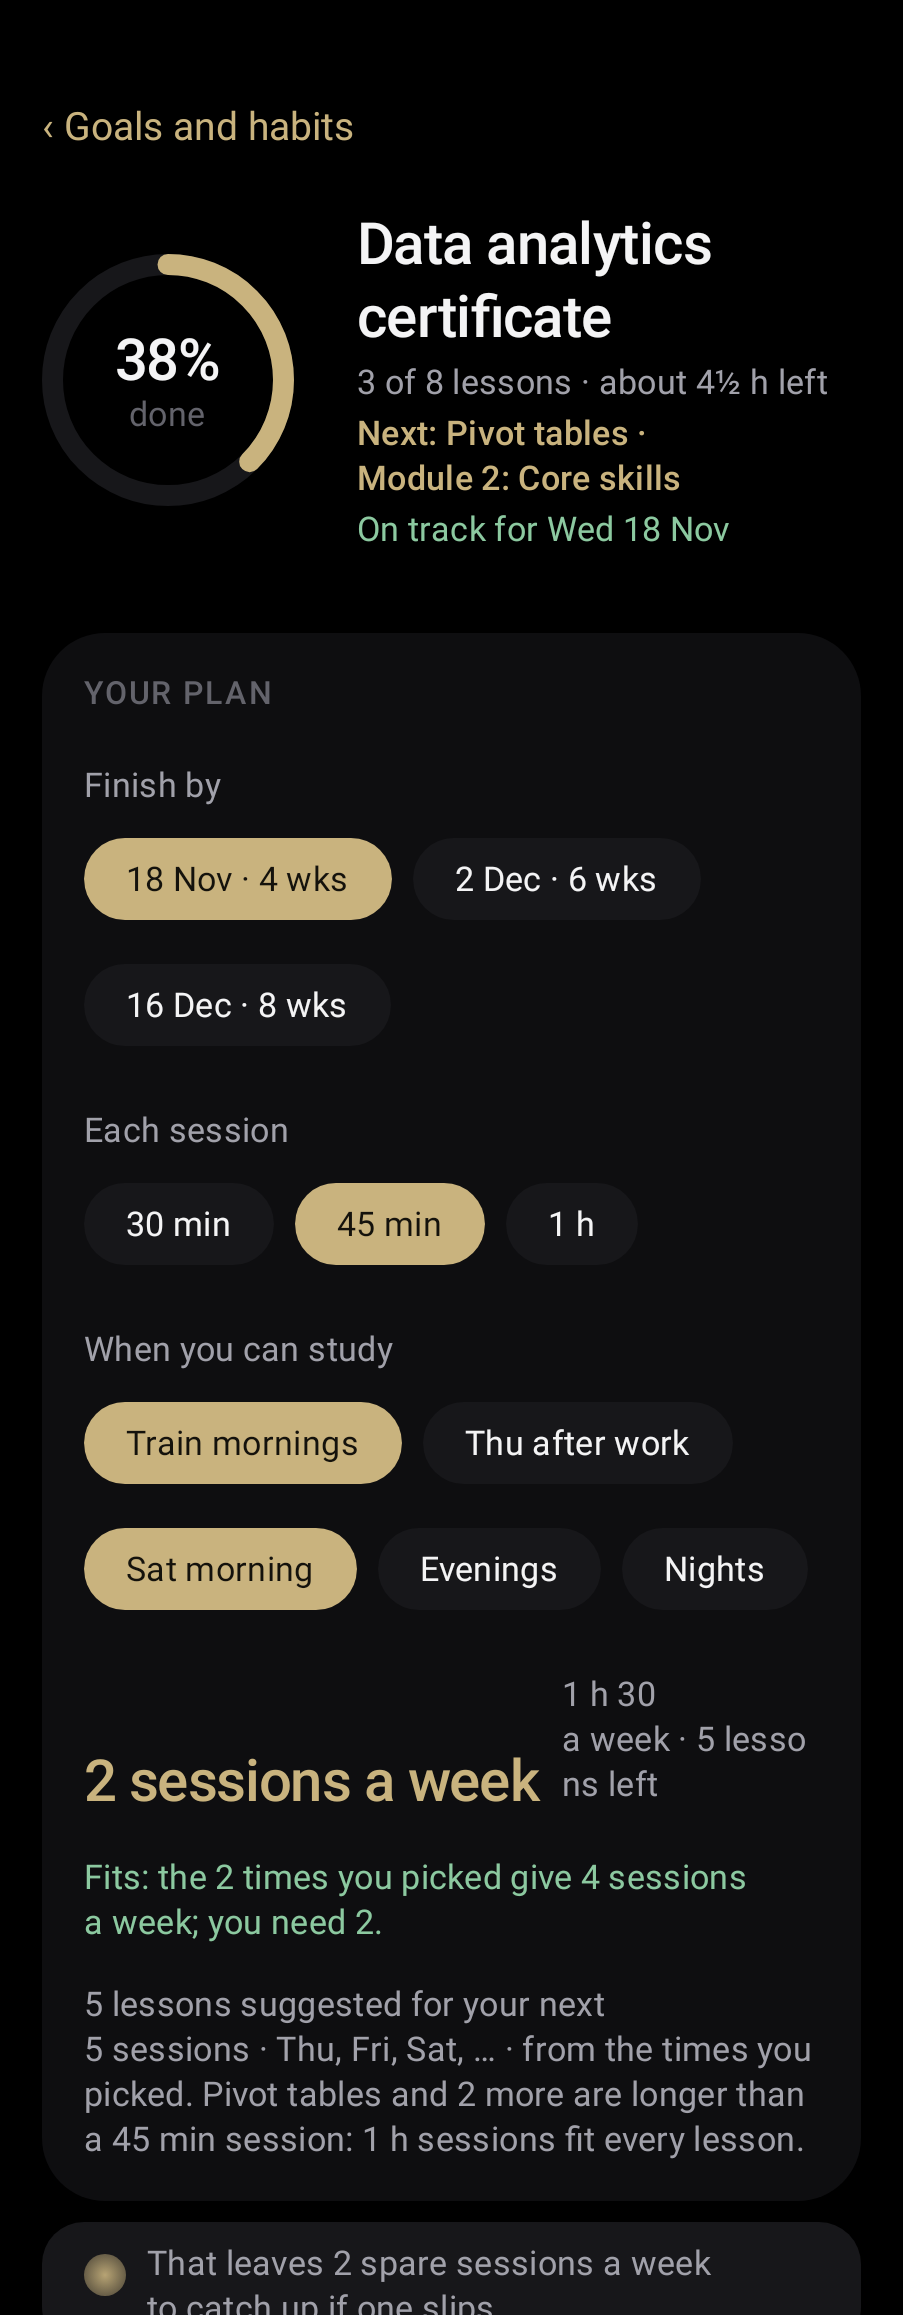 ‹ Goals and habits
Data analytics
certificate
38%
done
3 of 8 lessons · about 4½ h left
Next: Pivot tables ·
Module 2: Core skills
On track for Wed 18 Nov
YOUR PLAN
Finish by
18 Nov · 4 wks
2 Dec · 6 wks
16 Dec · 8 wks
Each session
30 min
45 min
1 h
When you can study
Train mornings
Thu after work
Sat morning
Evenings
Nights
2 sessions a week
1 h 30
a week · 5 lesso
ns left
Fits: the 2 times you picked give 4 sessions
a week; you need 2.
5 lessons suggested for your next
5 sessions · Thu, Fri, Sat, … · from the times you
picked. Pivot tables and 2 more are longer than
a 45 min session: 1 h sessions fit every lesson.
That leaves 2 spare sessions a week
to catch up if one slips.